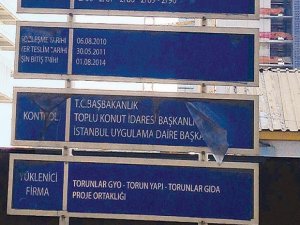 SÖZLEŞME TARİHİ 06.08.2010
YER TESLİM TARİHİ 30.05.2011
İŞİN BİTİŞ TARİHİ 01.08.2014
T.C.BAŞBAKANLIK
KONTROL TOPLU KONUT İDARESİ BAŞKANLI
İSTANBUL UYGULAMA DAİRE BAŞKA
YÜKLENİCİ TORUNLAR GYO - TORUN YAPI - TORUNLAR GIDA
FİRMA PROJE ORTAKLIĞI